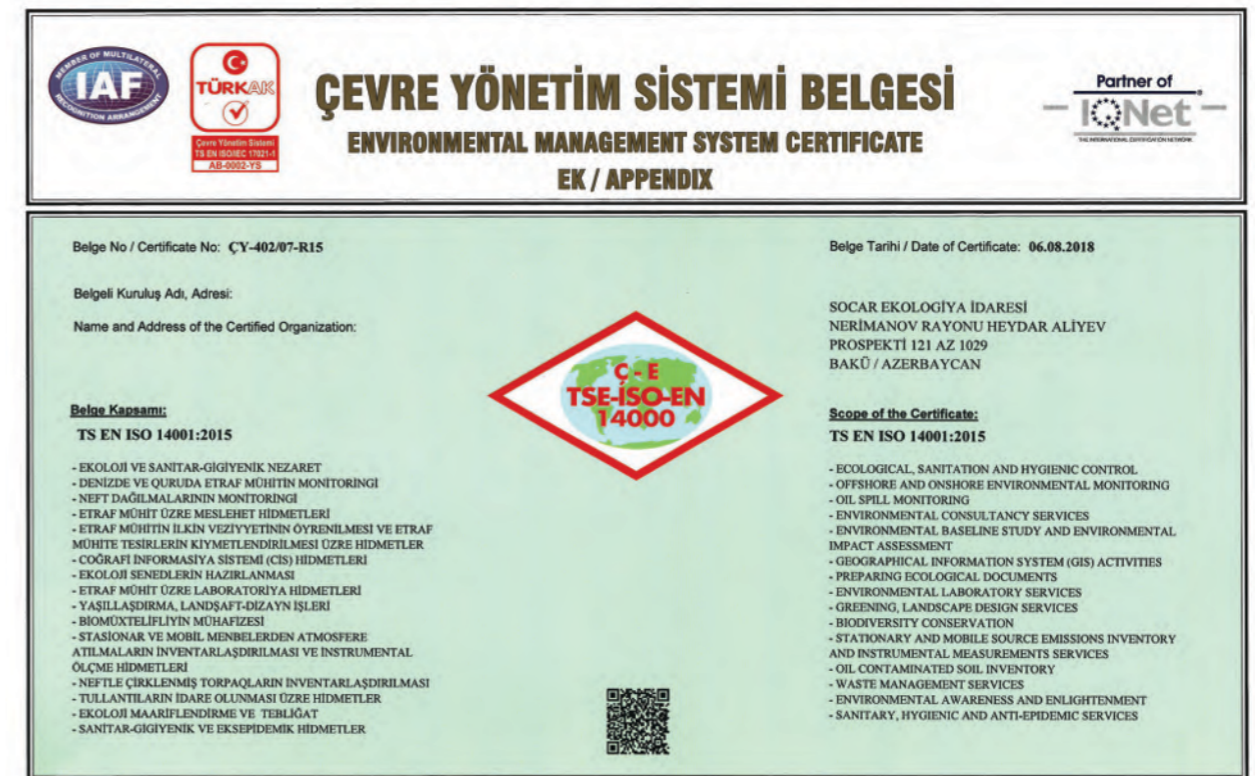 MEMBER OF MULTILATERAL
IAF
RECOGNITION ARRANGEMENT
TÜRKAK
Çevre Yönetim Sistemi
TS EN ISO/IEC 17021-1
AB-0002-YS
ÇEVRE YÖNETİM SİSTEMİ BELGESİ
ENVIRONMENTAL MANAGEMENT SYSTEM CERTIFICATE
EK / APPENDIX
Partner of
IQNet
THE INTERNATIONAL CERTIFICATION NETWORK
Belge No / Certificate No: ÇY-402/07-R15
Belgeli Kuruluş Adı, Adresi:
Name and Address of the Certified Organization:
Belge Tarihi / Date of Certificate: 06.08.2018
SOCAR EKOLOGİYA İDARESİ
NERİMANOV RAYONU HEYDAR ALİYEV
PROSPEKTİ 121 AZ 1029
BAKÜ / AZERBAYCAN
Ç - E
TSE-İSO-EN
14000
Belge Kapsamı:
TS EN ISO 14001:2015
- EKOLOJİ VE SANİTAR-GİGİYENİK NEZARET
- DENİZDE VE QURUDA ETRAF MÜHİTİN MONİTORİNGİ
- NEFT DAĞILMALARININ MONİTORİNGİ
- ETRAF MÜHİT ÜZRE MESLEHET HİDMETLERİ
- ETRAF MÜHİTİN İLKİN VEZİYYETİNİN ÖYRENİLMESİ VE ETRAF
MÜHİTE TESİRLERİN KIYMETLENDİRİLMESİ ÜZRE HİDMETLER
- COĞRAFİ İNFORMASİYA SİSTEMİ (CİS) HİDMETLERİ
- EKOLOJİ SENEDLERİN HAZIRLANMASI
- ETRAF MÜHİT ÜZRE LABORATORİYA HİDMETLERİ
- YAŞILLAŞDIRMA, LANDŞAFT-DİZAYN İŞLERİ
- BİOMÜXTELİFLİYİN MÜHAFİZESİ
- STASİONAR VE MOBİL MENBELERDEN ATMOSFERE
ATILMALARIN İNVENTARLAŞDIRILMASI VE İNSTRUMENTAL
ÖLÇME HİDMETLERİ
- NEFTLE ÇİRKLENMİŞ TORPAQLARIN İNVENTARLAŞDIRILMASI
- TULLANTILARIN İDARE OLUNMASI ÜZRE HİDMETLER
- EKOLOJİ MAARİFLENDİRME VE TEBLİĞAT
- SANİTAR-GİGİYENİK VE EKSEPİDEMİK HİDMETLER
Scope of the Certificate:
TS EN ISO 14001:2015
- ECOLOGICAL, SANITATION AND HYGIENIC CONTROL
- OFFSHORE AND ONSHORE ENVIRONMENTAL MONITORING
- OIL SPILL MONITORING
- ENVIRONMENTAL CONSULTANCY SERVICES
- ENVIRONMENTAL BASELINE STUDY AND ENVIRONMENTAL
IMPACT ASSESSMENT
- GEOGRAPHICAL INFORMATION SYSTEM (GIS) ACTIVITIES
- PREPARING ECOLOGICAL DOCUMENTS
- ENVIRONMENTAL LABORATORY SERVICES
- GREENING, LANDSCAPE DESIGN SERVICES
- BIODIVERSITY CONSERVATION
- STATIONARY AND MOBILE SOURCE EMISSIONS INVENTORY
AND INSTRUMENTAL MEASUREMENTS SERVICES
- OIL CONTAMINATED SOIL INVENTORY
- WASTE MANAGEMENT SERVICES
- ENVIRONMENTAL AWARENESS AND ENLIGHTENMENT
- SANITARY, HYGIENIC AND ANTI-EPIDEMIC SERVICES